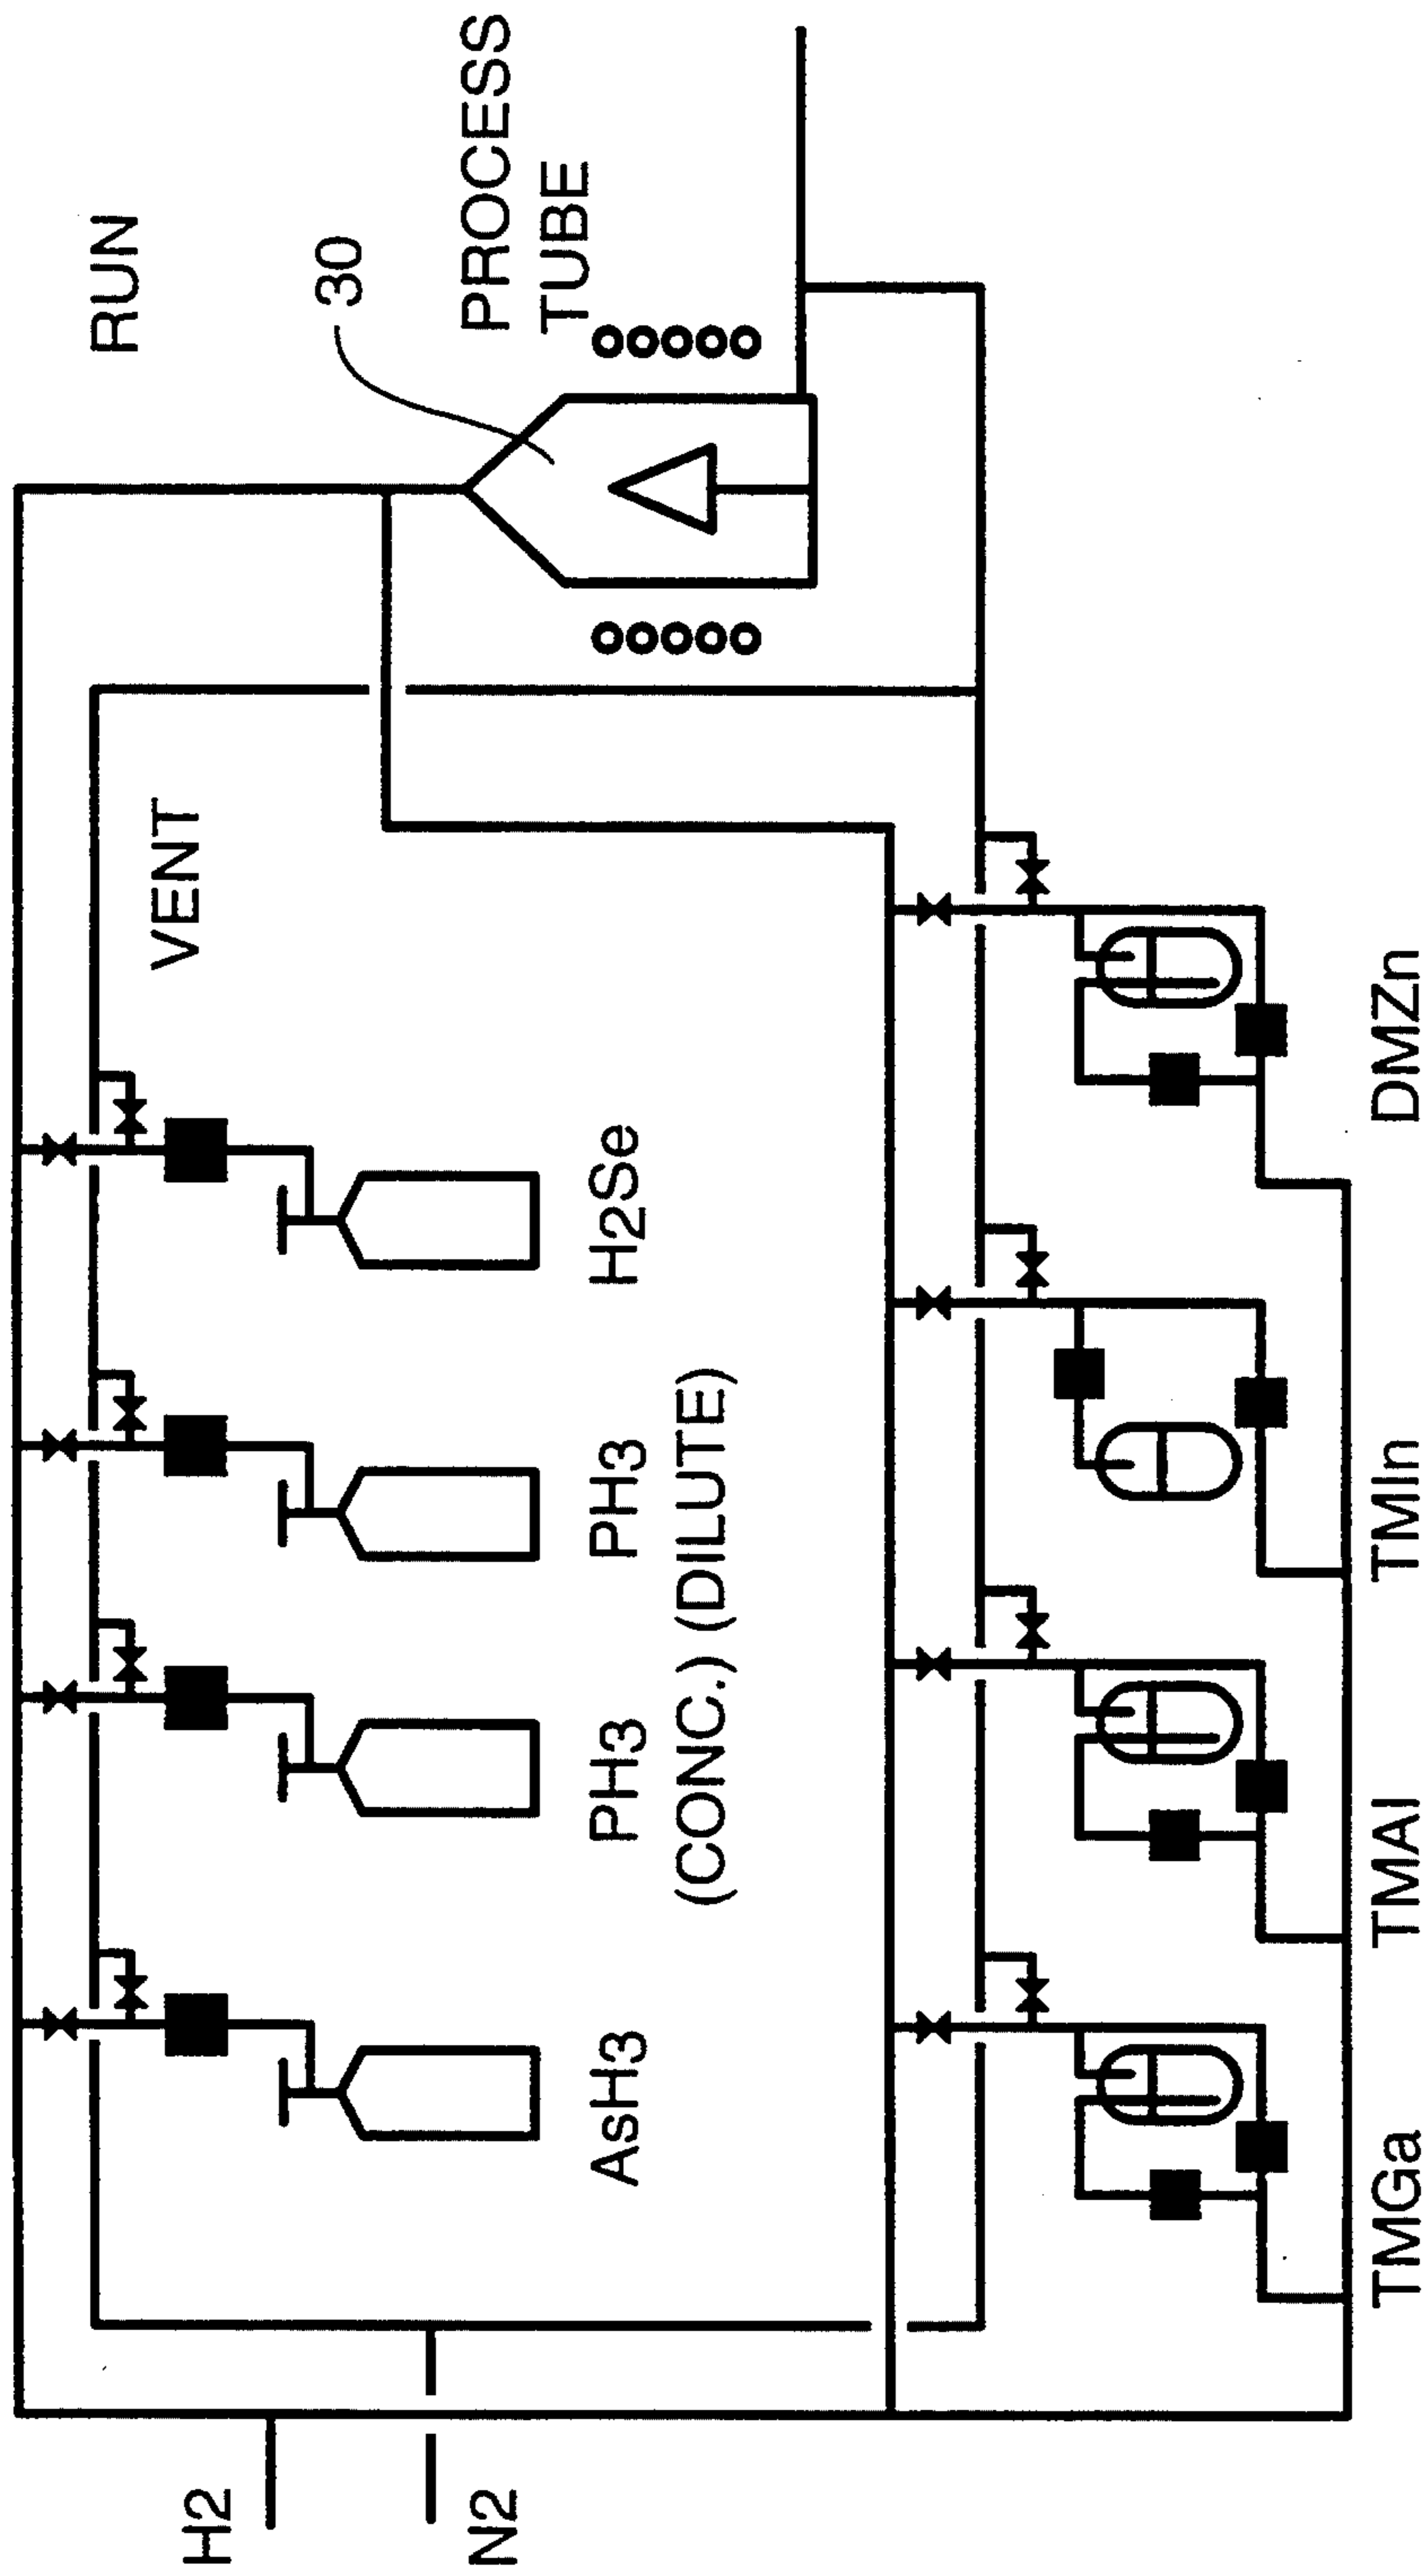 RUN
30
PROCESS
TUBE
VENT
H2
N2
AsH3
PH3
PH3
H2Se
(CONC.) (DILUTE)
TMGa
TMAl
TMIn
DMZn